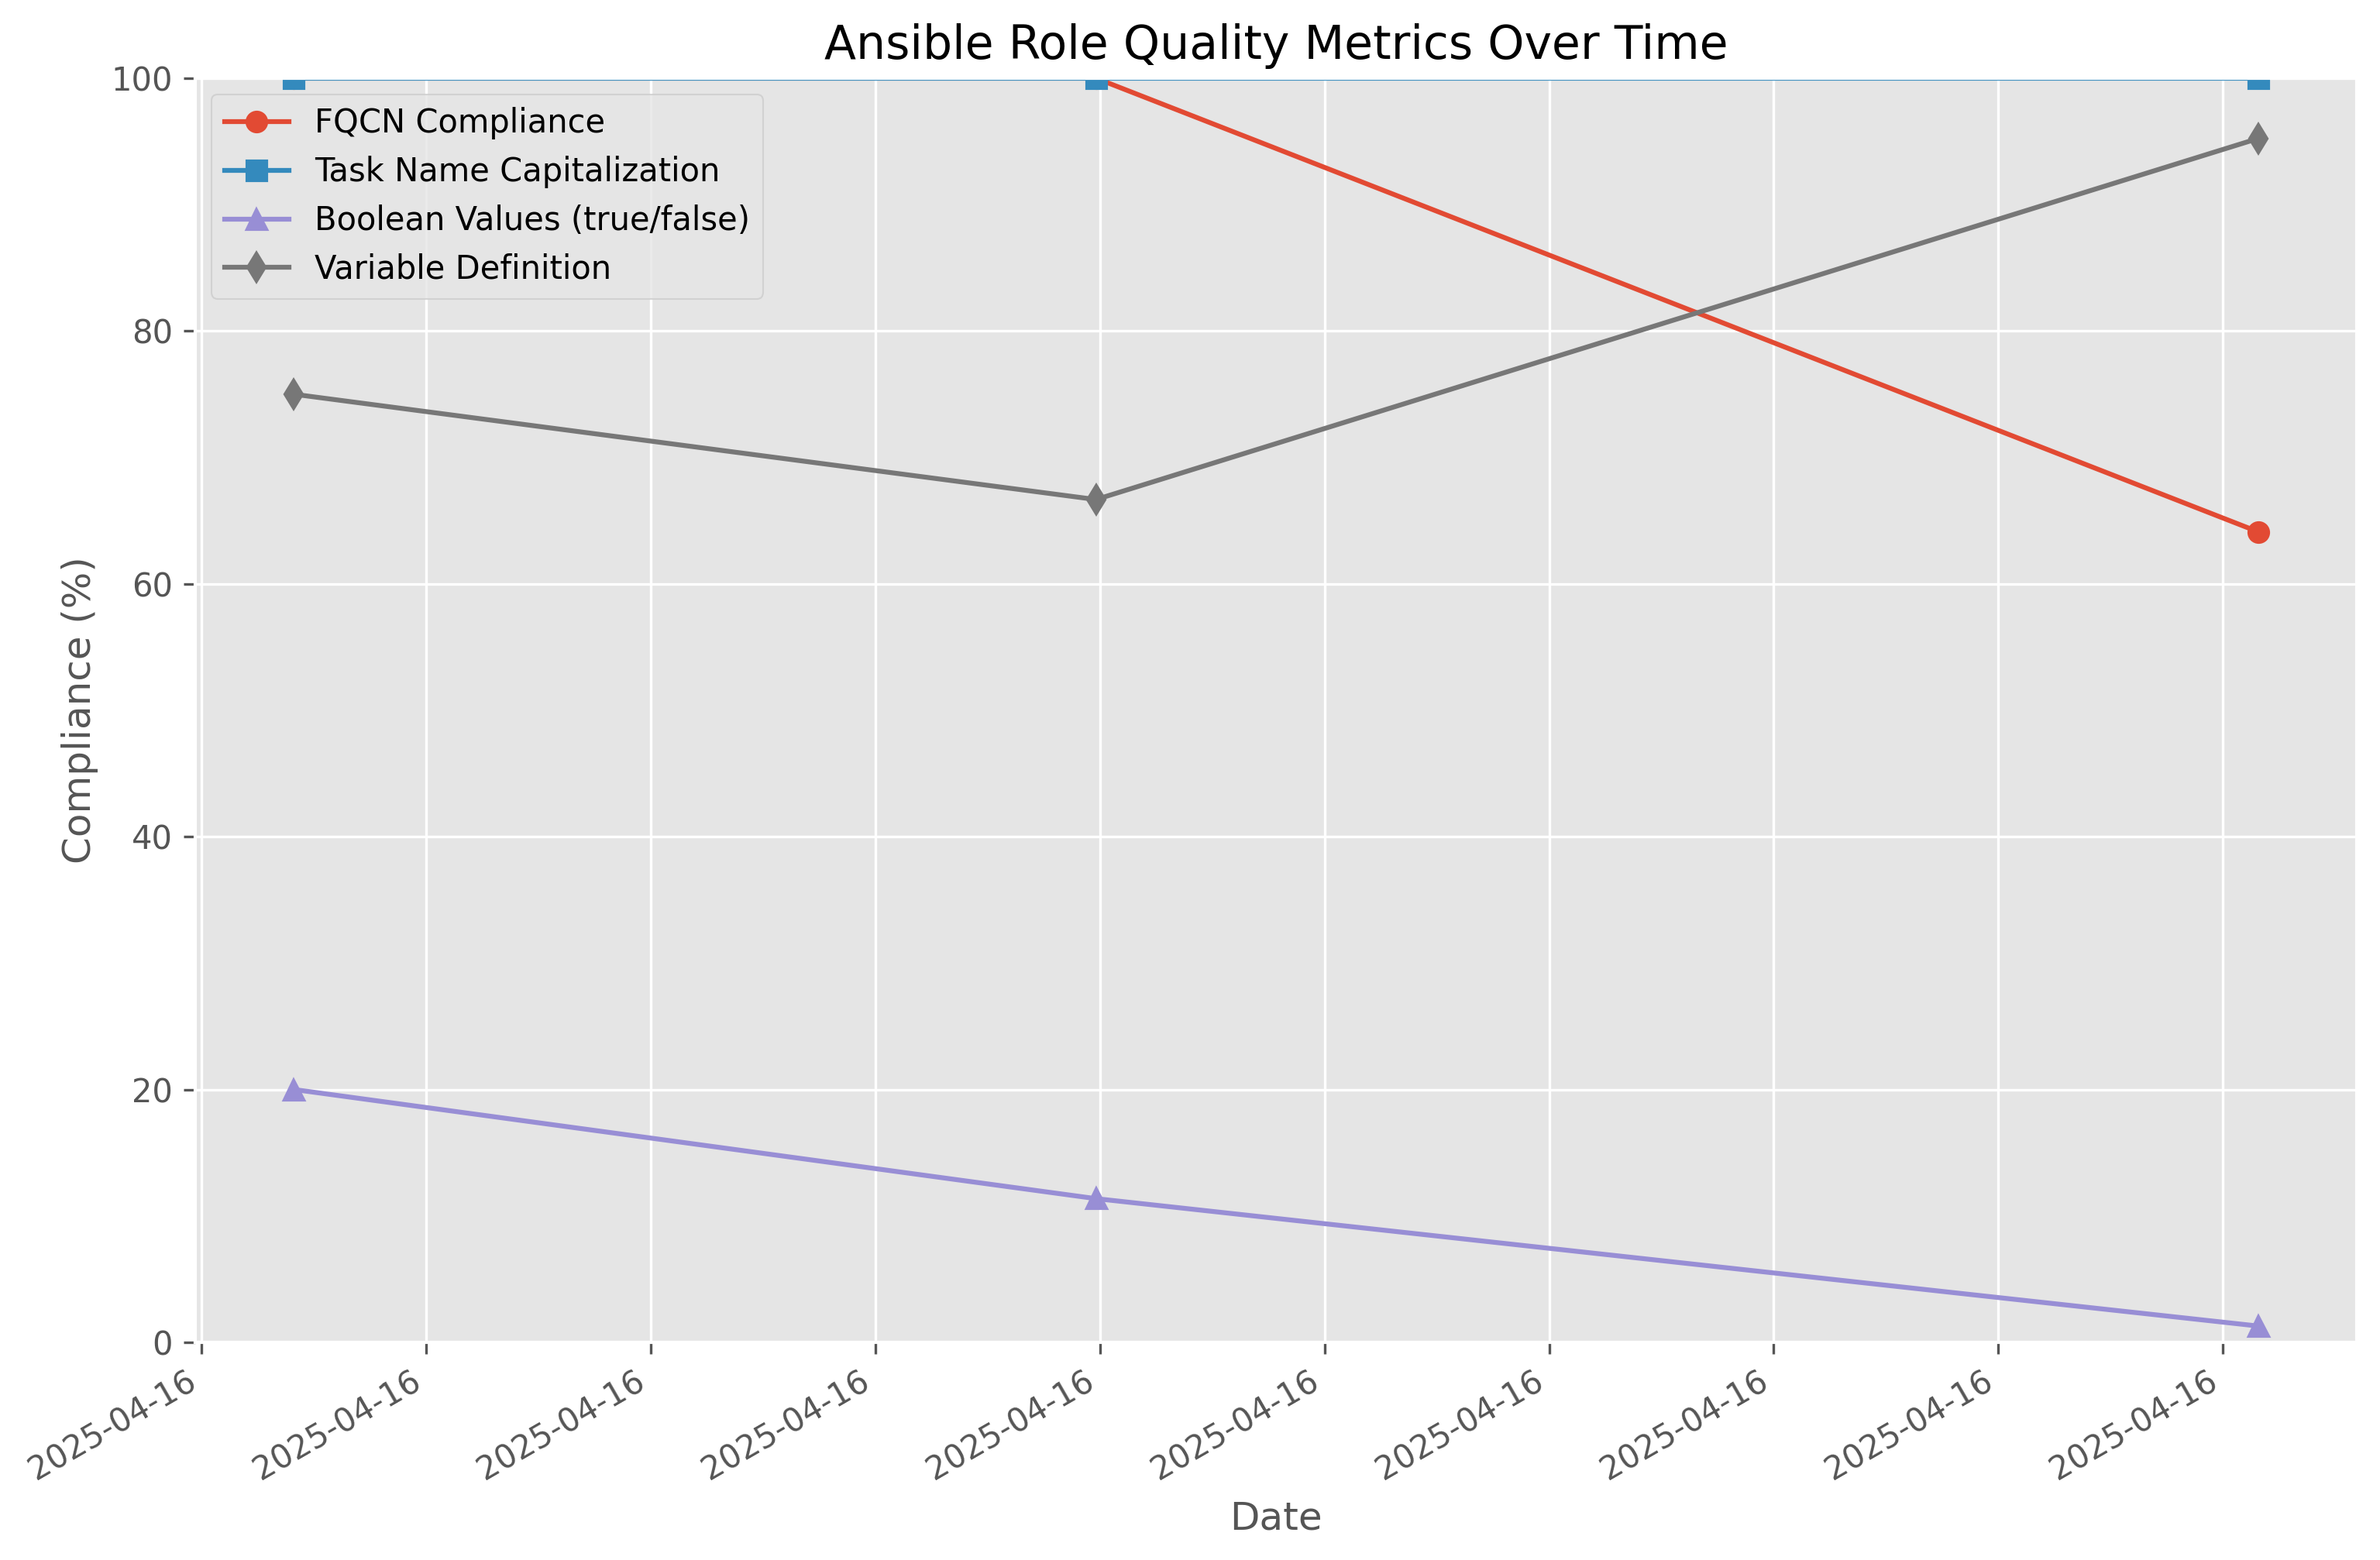 Ansible Role Quality Metrics Over Time
100
80
60
40
20
0
Compliance (%)
FQCN Compliance
Task Name Capitalization
Boolean Values (true/false)
Variable Definition
2025-04-16
2025-04-16
2025-04-16
2025-04-16
2025-04-16
2025-04-16
2025-04-16
2025-04-16
2025-04-16
2025-04-16
Date